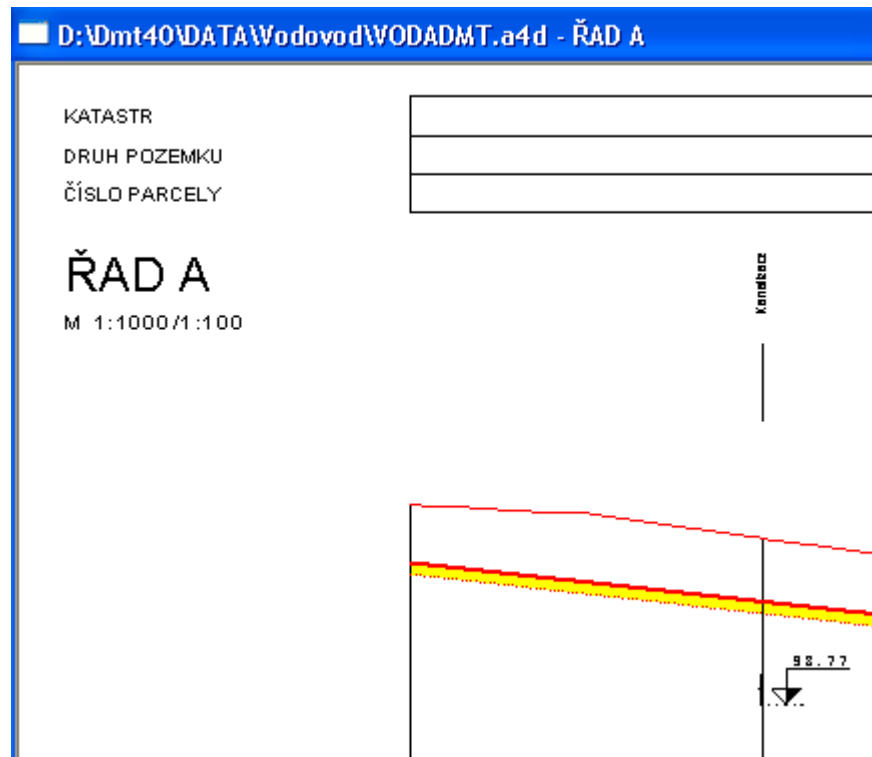 D:\Dmt40\DATA\Vodovod\VODADMT.a4d - ŘAD A
KATASTR
DRUH POZEMKU
ČÍSLO PARCELY
ŘAD A
M 1:1000/1:100
98.77